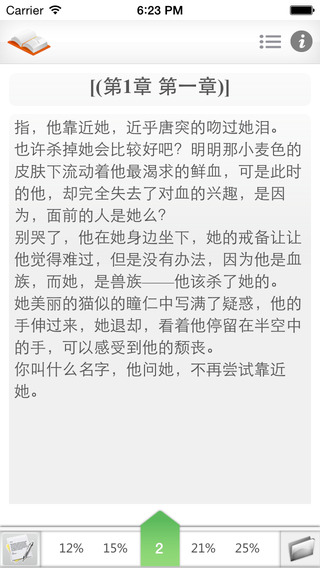 Carrier 6:23 PM
[(第1章 第一章)]
指，他靠近她，近乎唐突的吻过她泪。
也许杀掉她会比较好吧？明明那小麦色的
皮肤下流动着他最渴求的鲜血，可是此时
的他，却完全失去了对血的兴趣，是因
为，面前的人是她么？
别哭了，他在她身边坐下，她的戒备让让
他觉得难过，但是没有办法，因为他是血
族，而她，是兽族——他该杀了她的。
她美丽的猫似的瞳仁中写满了疑惑，他的
手伸过来，她退却，看着他停留在半空中
的手，可以感受到他的颓丧。
你叫什么名字，他问她，不再尝试靠近
她。
12% 15% 2 21% 25%